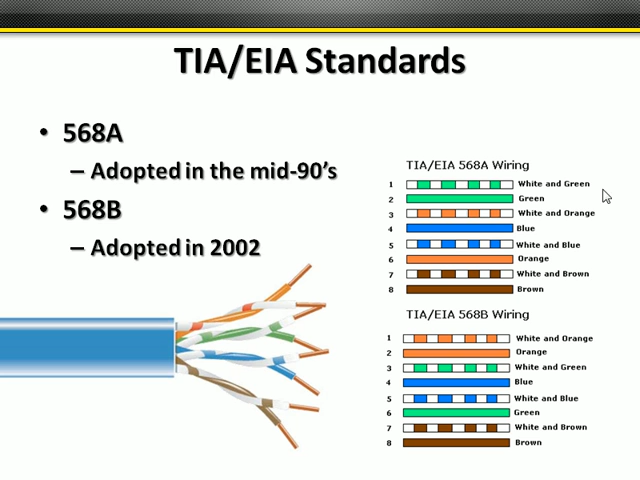 TIA/EIA Standards
• 568A
– Adopted in the mid-90's
• 568B
– Adopted in 2002
TIA/EIA 568A Wiring
1 White and Green
2 Green
3 White and Orange
4 Blue
5 White and Blue
6 Orange
7 White and Brown
8 Brown
TIA/EIA 568B Wiring
1 White and Orange
2 Orange
3 White and Green
4 Blue
5 White and Blue
6 Green
7 White and Brown
8 Brown